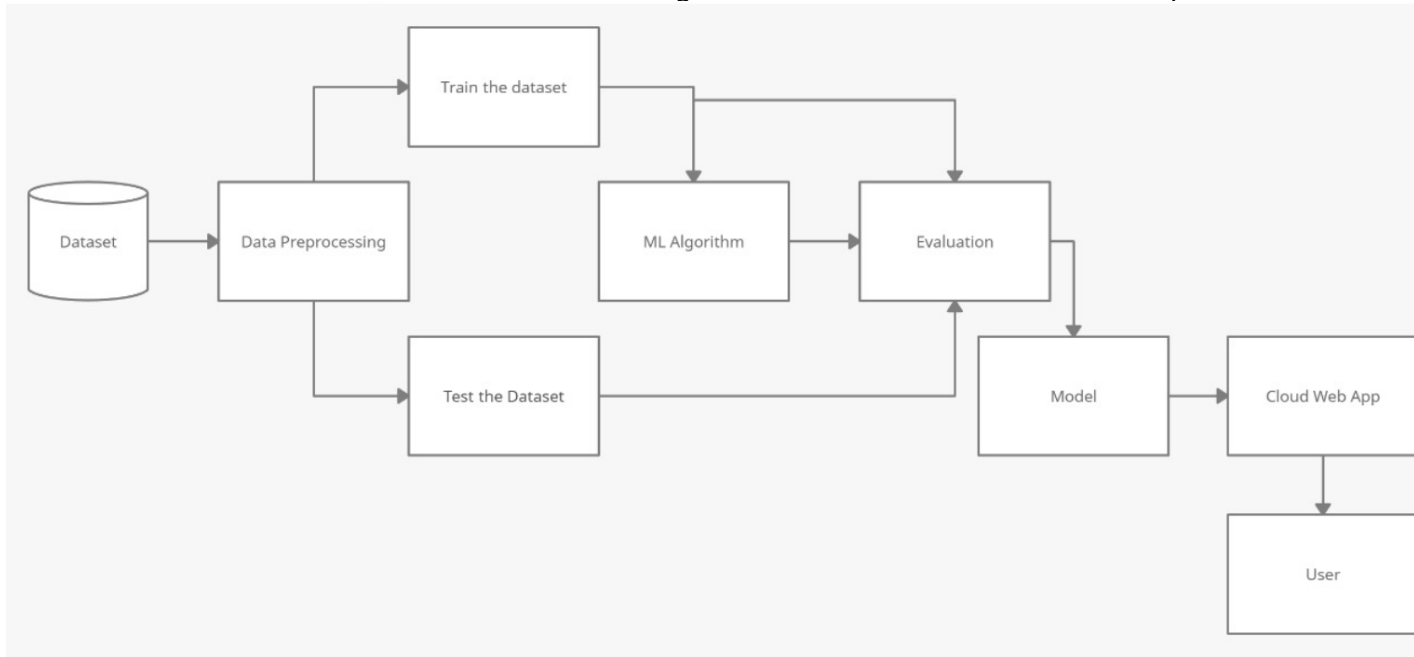 Train the dataset
Dataset
Data Preprocessing
ML Algorithm
Evaluation
Test the Dataset
Model
Cloud Web App
User